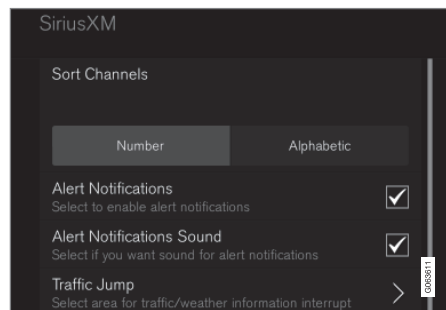 SiriusXM
Sort Channels
Number Alphabetic
Alert Notifications
Select to enable alert notifications
Alert Notifications Sound
Select if you want sound for alert notifications
Traffic Jump
Select area for traffic/weather information interrupt
G063611